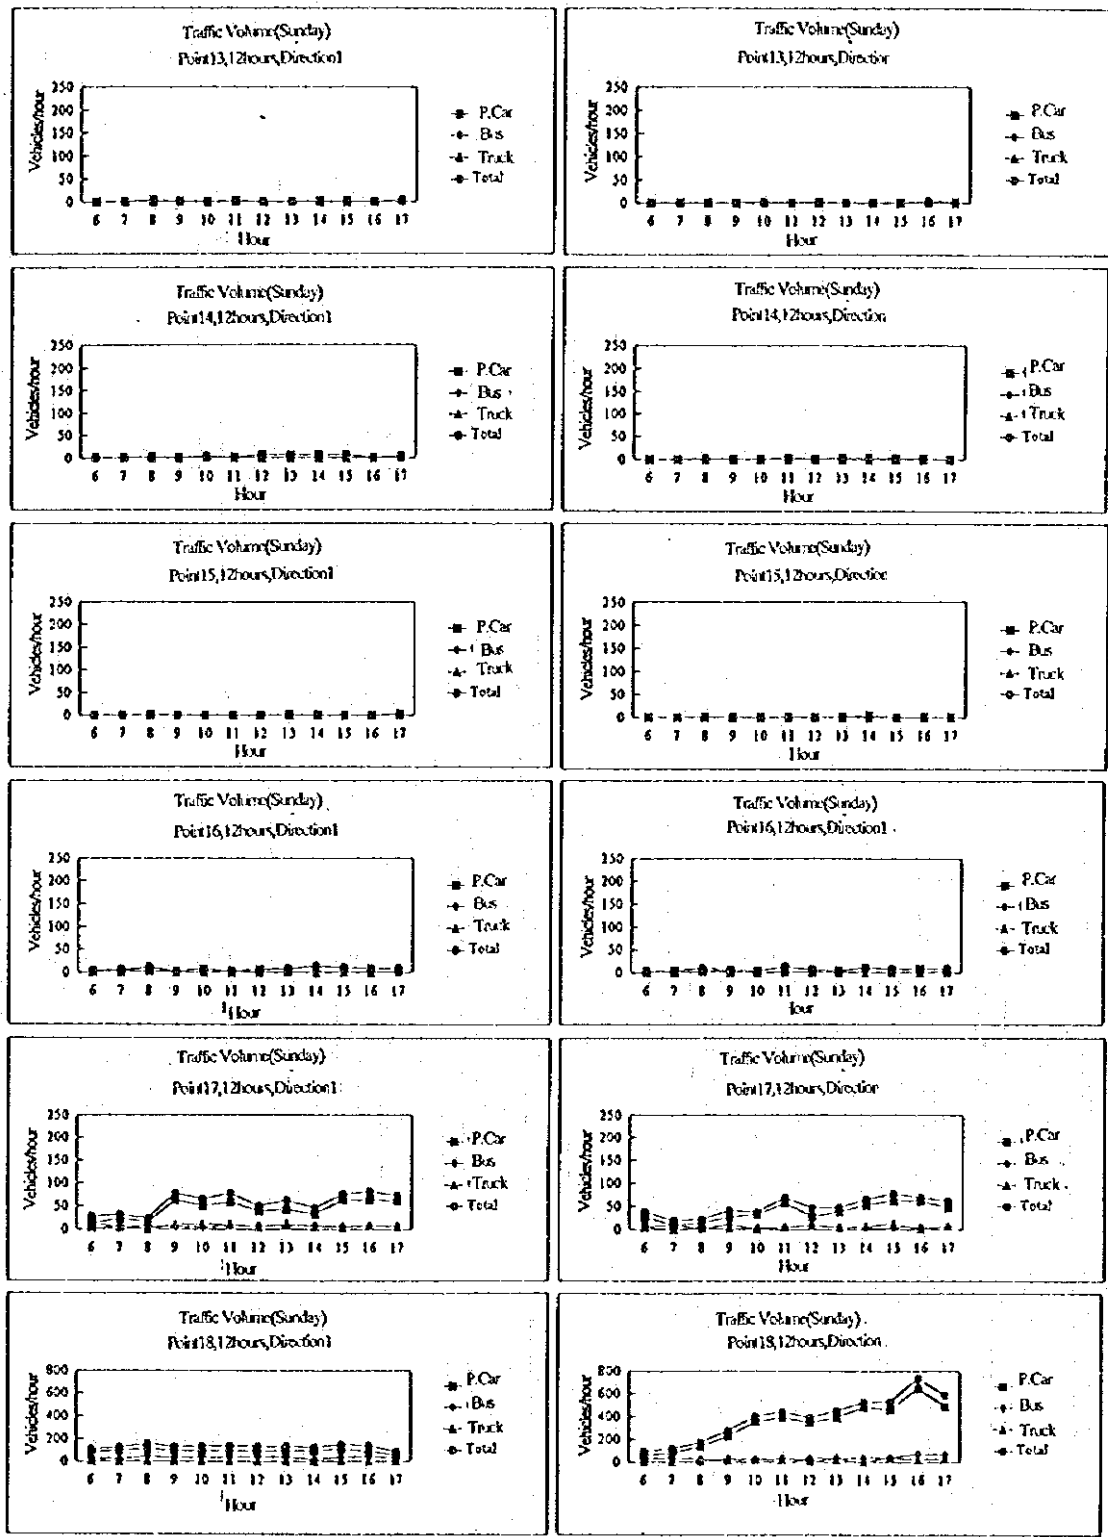 Traffic Volume(Sunday)
Point13,12hours,Direction1
Vehicles/hour
250
200
150
100
50
0
6 7 8 9 10 11 12 13 14 15 16 17
Hour
P.Car
Bus
Truck
Total
Traffic Volume(Sunday)
Point13,12hours,Direction
Vehicles/hour
250
200
150
100
50
0
6 7 8 9 10 11 12 13 14 15 16 17
Hour
P.Car
Bus
Truck
Total
Traffic Volume(Sunday)
Point14,12hours,Direction1
Vehicles/hour
250
200
150
100
50
0
6 7 8 9 10 11 12 13 14 15 16 17
Hour
P.Car
Bus
Truck
Total
Traffic Volume(Sunday)
Point14,12hours,Direction
Vehicles/hour
250
200
150
100
50
0
6 7 8 9 10 11 12 13 14 15 16 17
Hour
P.Car
Bus
Truck
Total
Traffic Volume(Sunday)
Point15,12hours,Direction1
Vehicles/hour
250
200
150
100
50
0
6 7 8 9 10 11 12 13 14 15 16 17
Hour
P.Car
Bus
Truck
Total
Traffic Volume(Sunday)
Point15,12hours,Direction
Vehicles/hour
250
200
150
100
50
0
6 7 8 9 10 11 12 13 14 15 16 17
Hour
P.Car
Bus
Truck
Total
Traffic Volume(Sunday)
Point16,12hours,Direction1
Vehicles/hour
250
200
150
100
50
0
6 7 8 9 10 11 12 13 14 15 16 17
Hour
P.Car
Bus
Truck
Total
Traffic Volume(Sunday)
Point16,12hours,Direction1
Vehicles/hour
250
200
150
100
50
0
6 7 8 9 10 11 12 13 14 15 16 17
Hour
P.Car
Bus
Truck
Total
Traffic Volume(Sunday)
Point17,12hours,Direction1
Vehicles/hour
250
200
150
100
50
0
6 7 8 9 10 11 12 13 14 15 16 17
Hour
P.Car
Bus
Truck
Total
Traffic Volume(Sunday)
Point17,12hours,Direction
Vehicles/hour
250
200
150
100
50
0
6 7 8 9 10 11 12 13 14 15 16 17
Hour
P.Car
Bus
Truck
Total
Traffic Volume(Sunday)
Point18,12hours,Direction1
Vehicles/hour
800
600
400
200
0
6 7 8 9 10 11 12 13 14 15 16 17
Hour
P.Car
Bus
Truck
Total
Traffic Volume(Sunday)
Point18,12hours,Direction
Vehicles/hour
800
600
400
200
0
6 7 8 9 10 11 12 13 14 15 16 17
Hour
P.Car
Bus
Truck
Total